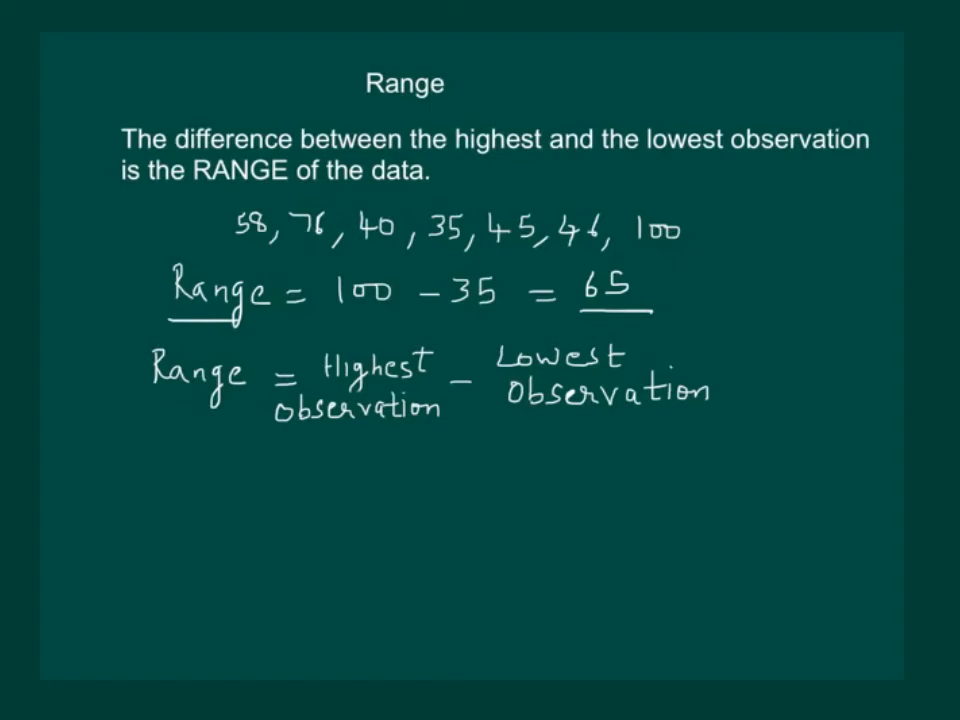 Range
The difference between the highest and the lowest observation
is the RANGE of the data.
58, 76, 40, 35, 45, 46, 100
Range = 100 - 35 = 65
Range = Highest observation - Lowest observation